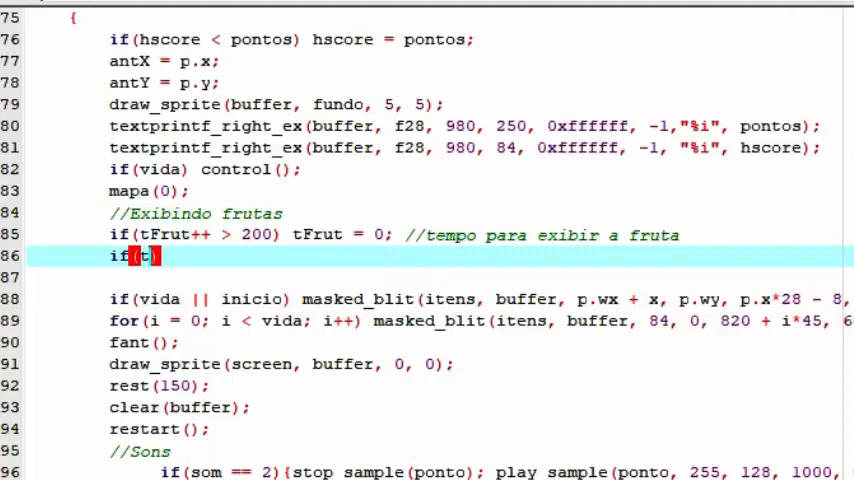 75 {
76 if(hscore < pontos) hscore = pontos;
77 antX = p.x;
78 antY = p.y;
79 draw_sprite(buffer, fundo, 5, 5);
80 textprintf_right_ex(buffer, f28, 980, 250, 0xffffff, -1,"%i", pontos);
81 textprintf_right_ex(buffer, f28, 980, 84, 0xffffff, -1, "%i", hscore);
82 if(vida) control();
83 mapa(0);
84 //Exibindo frutas
85 if(tFrut++ > 200) tFrut = 0; //tempo para exibir a fruta
86 if(t)
87
88 if(vida || inicio) masked_blit(itens, buffer, p.wx + x, p.wy, p.x*28 - 8,
89 for(i = 0; i < vida; i++) masked_blit(itens, buffer, 84, 0, 820 + i*45, 6
90 fant();
91 draw_sprite(screen, buffer, 0, 0);
92 rest(150);
93 clear(buffer);
94 restart();
95 //Sons
96 if(som == 2){stop_sample(ponto); play_sample(ponto, 255, 128, 1000,